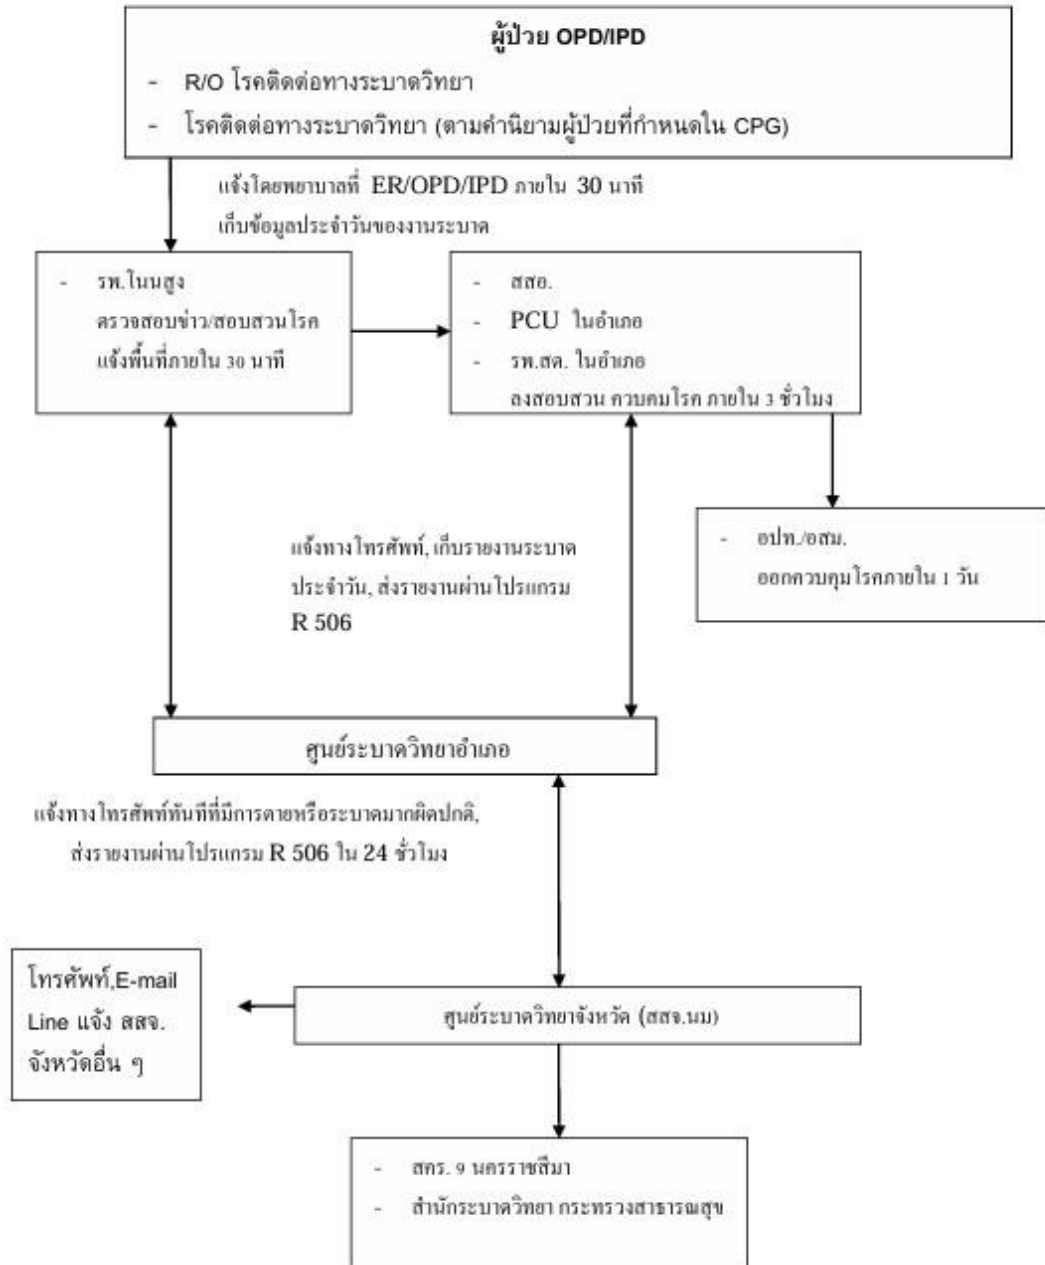 ผู้ป่วย OPD/IPD
- R/O โรคติดต่อทางระบาดวิทยา
- โรคติดต่อทางระบาดวิทยา (ตามคำนิยามผู้ป่วยที่กำหนดใน CPG)
แจ้งโดยพยาบาลที่ ER/OPD/IPD ภายใน 30 นาที
เก็บข้อมูลประจำวันของงานระบาด
- รพ.โนนสูง
ตรวจสอบข่าว/สอบสวนโรค
แจ้งพื้นที่ภายใน 30 นาที
- สสอ.
- PCU ในอำเภอ
- รพ.สต. ในอำเภอ
ลงสอบสวน ควบคมโรค ภายใน 3 ชั่วโมง
- อปท./อสม.
ออกควบคุมโรคภายใน 1 วัน
แจ้งทางโทรศัพท์, เก็บรายงานระบาด
ประจำวัน, ส่งรายงานผ่านโปรแกรม
R 506
ศูนย์ระบาดวิทยาอำเภอ
แจ้งทางโทรศัพท์ทันทีที่มีการตายหรือระบาดมากผิดปกติ,
ส่งรายงานผ่านโปรแกรม R 506 ใน 24 ชั่วโมง
โทรศัพท์,E-mail
Line แจ้ง สสจ.
จังหวัดอื่น ๆ
ศูนย์ระบาดวิทยาจังหวัด (สสจ.นม)
- สคร. 9 นครราชสีมา
- สำนักระบาดวิทยา กระทรวงสาธารณสุข